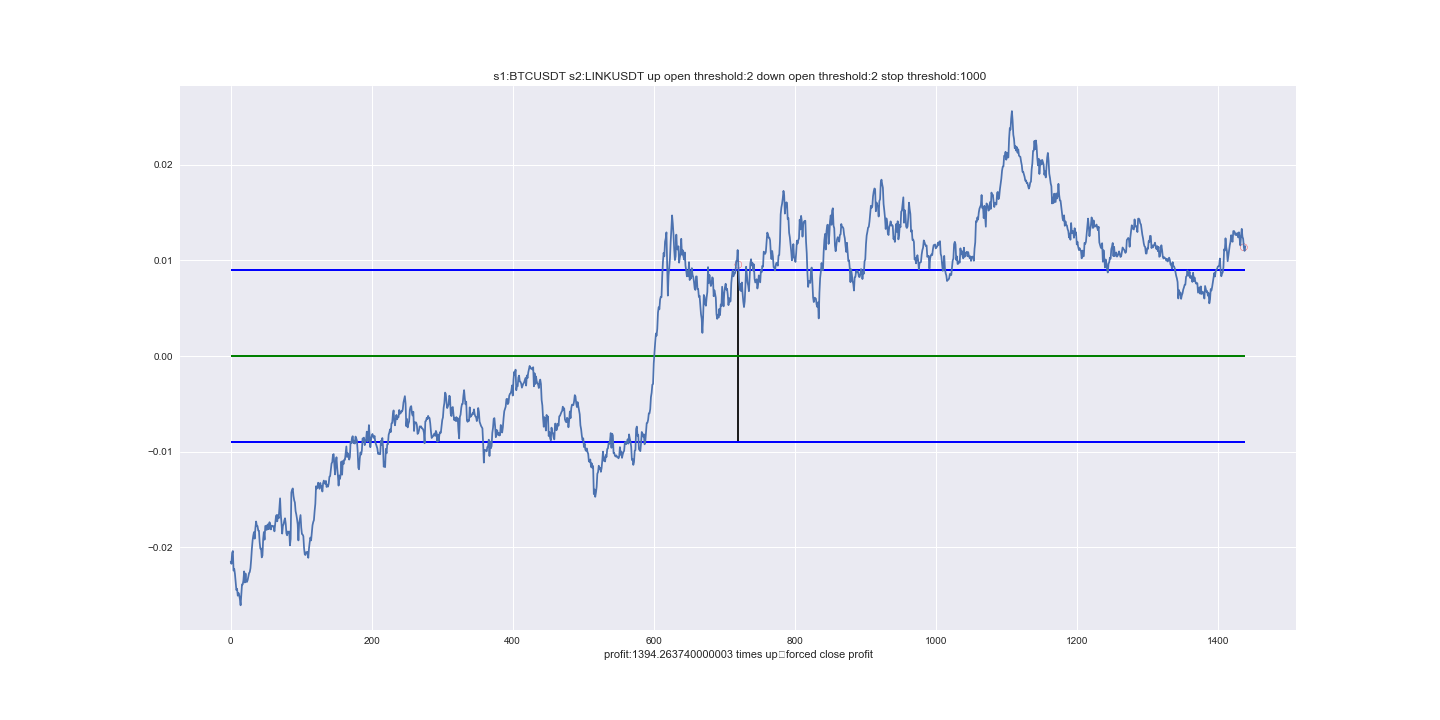 s1:BTCUSDT s2:LINKUSDT up open threshold:2 down open threshold:2 stop threshold:1000
0.02
0.01
0.00
−0.01
−0.02
0 200 400 600 800 1000 1200 1400
profit:1394.263740000003 times up□forced close profit